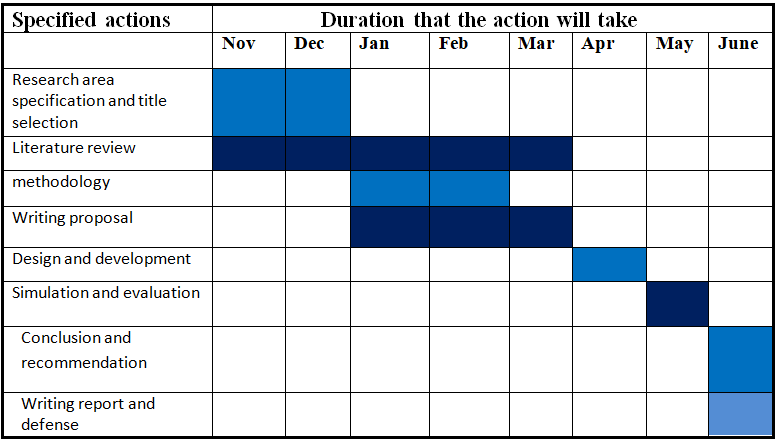 Specified actions Duration that the action will take
Nov Dec Jan Feb Mar Apr May June
Research area
specification and title
selection
Literature review
methodology
Writing proposal
Design and development
Simulation and evaluation
Conclusion and
recommendation
Writing report and
defense